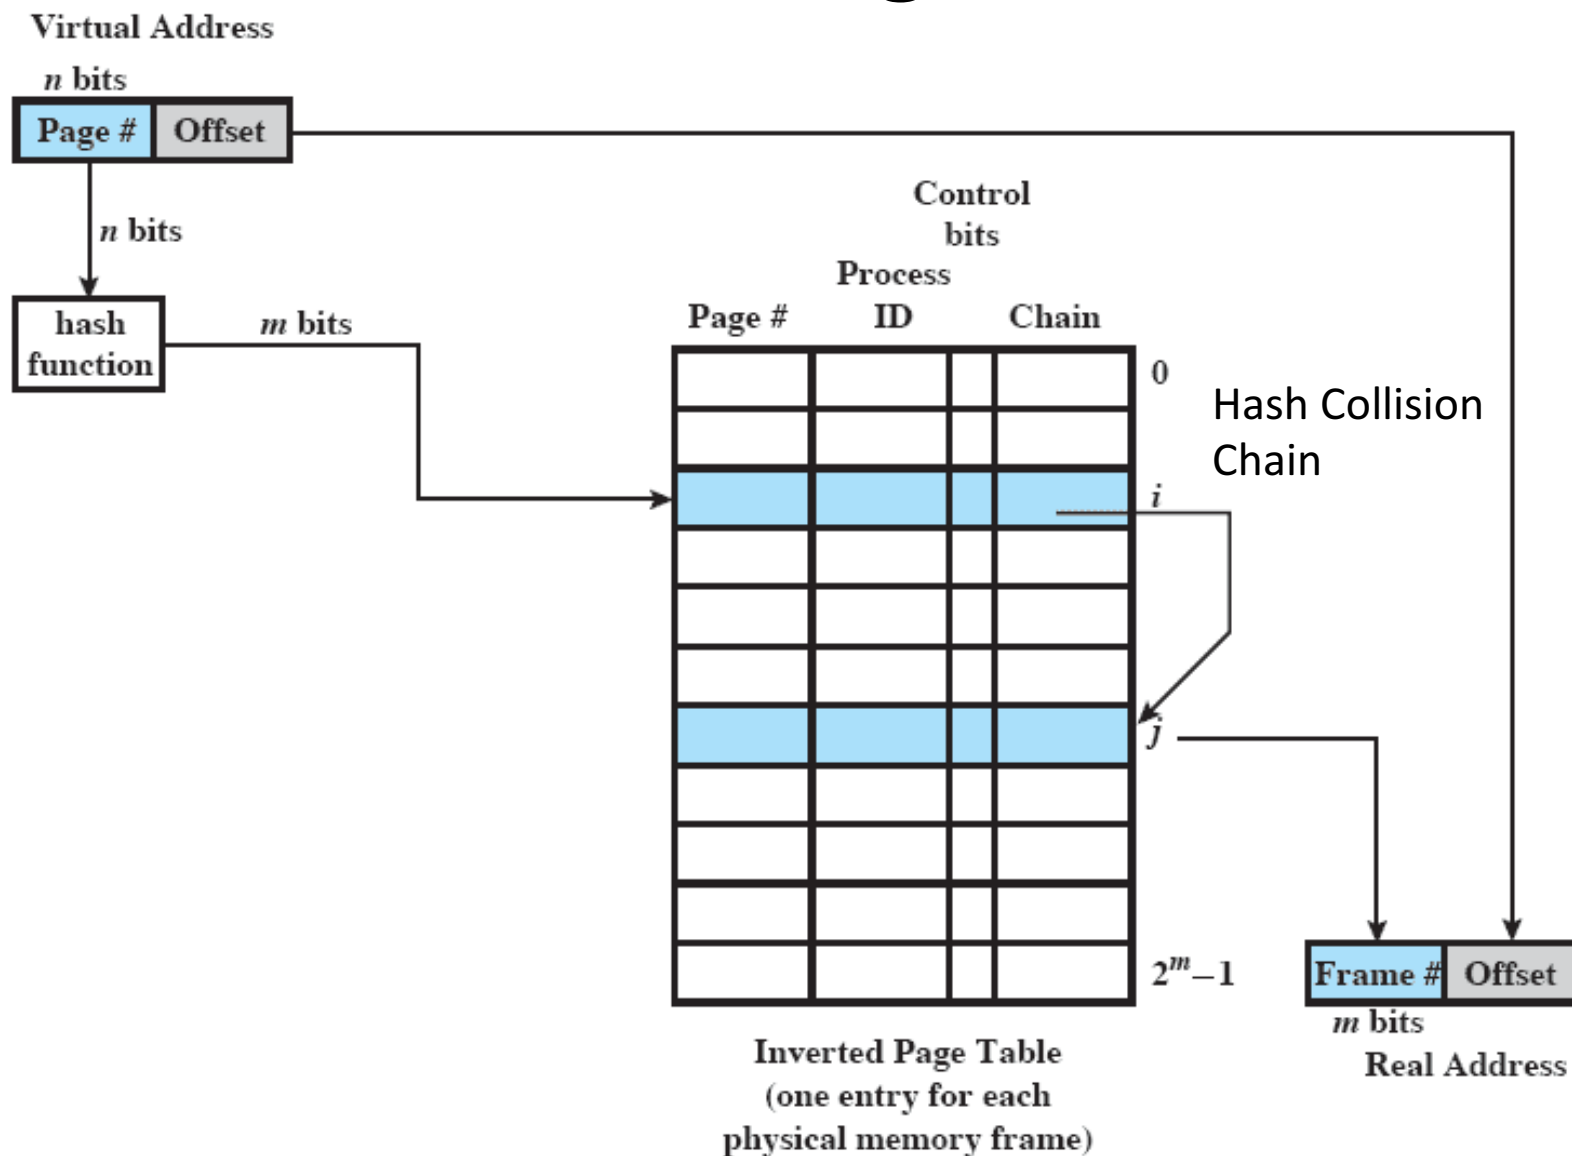 Virtual Address
n bits
Page # Offset
n bits
hash
function
m bits
Control
bits
Process
Page # ID Chain
0
Hash Collision
Chain
i
j
2^m−1
Frame # Offset
m bits
Real Address
Inverted Page Table
(one entry for each
physical memory frame)